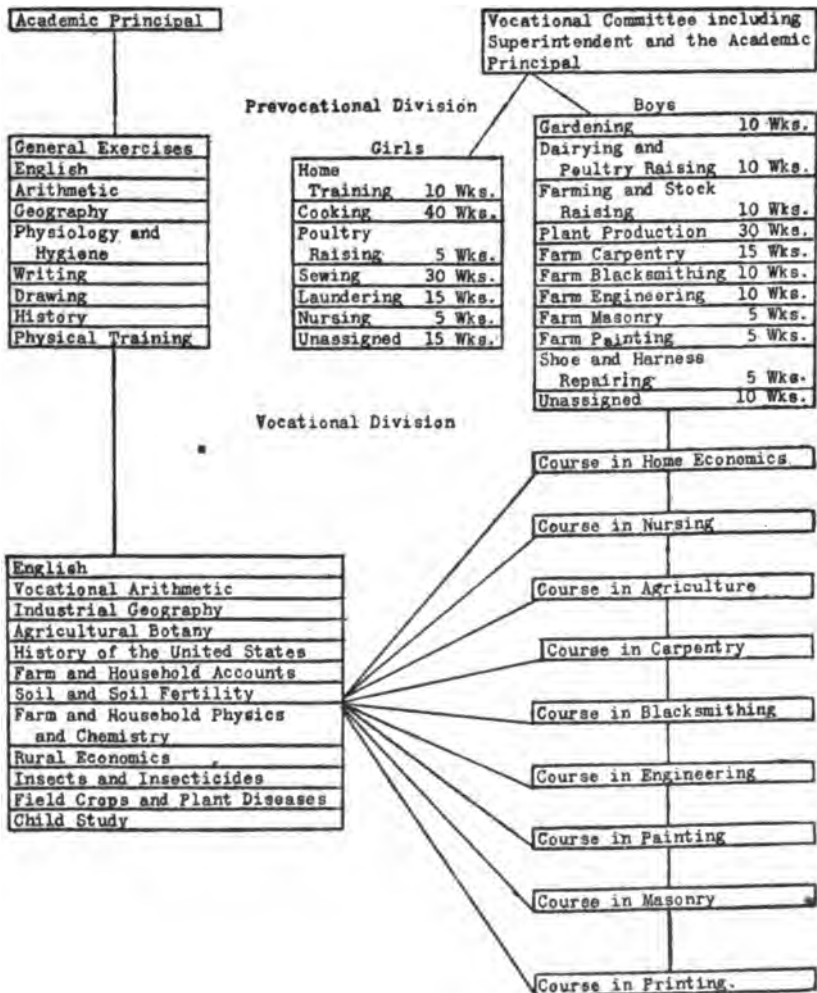 Academic Principal
Vocational Committee including
Superintendent and the Academic
Principal
Prevocational Division
General Exercises
English
Arithmetic
Geography
Physiology and
Hygiene
Writing
Drawing
History
Physical Training
Girls
Home
Training 10 Wks.
Cooking 40 Wks.
Poultry
Raising 5 Wks.
Sewing 30 Wks.
Laundering 15 Wks.
Nursing 5 Wks.
Unassigned 15 Wks.
Boys
Gardening 10 Wks.
Dairying and
Poultry Raising 10 Wks.
Farming and Stock
Raising 10 Wks.
Plant Production 30 Wks.
Farm Carpentry 15 Wks.
Farm Blacksmithing 10 Wks.
Farm Engineering 10 Wks.
Farm Masonry 5 Wks.
Farm Painting 5 Wks.
Shoe and Harness
Repairing 5 Wks.
Unassigned 10 Wks.
Vocational Division
English
Vocational Arithmetic
Industrial Geography
Agricultural Botany
History of the United States
Farm and Household Accounts
Soil and Soil Fertility
Farm and Household Physics
and Chemistry
Rural Economics
Insects and Insecticides
Field Crops and Plant Diseases
Child Study
Course in Home Economics
Course in Nursing
Course in Agriculture
Course in Carpentry
Course in Blacksmithing
Course in Engineering
Course in Painting
Course in Masonry
Course in Printing.